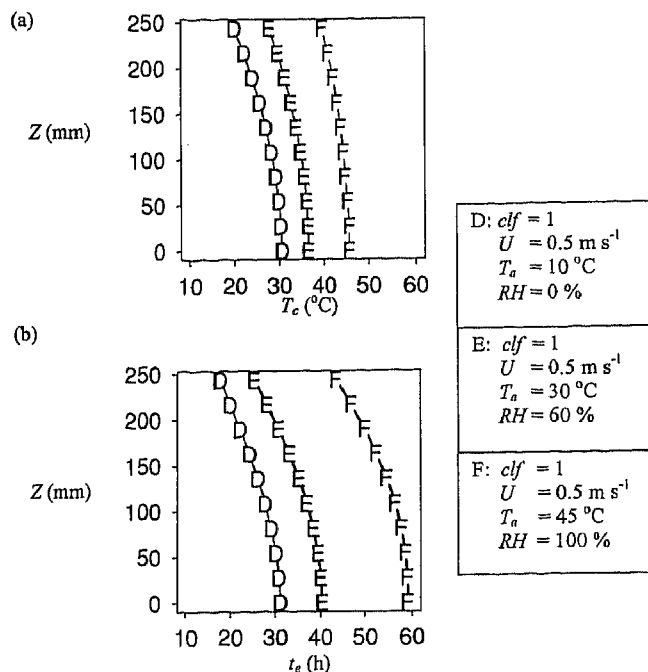 (a)
250
200
Z (mm)
150
100
50
0
10 20 30 40 50 60
T_c (°C)
(b)
250
200
Z (mm)
150
100
50
0
10 20 30 40 50 60
t_e (h)
D: clf = 1
U = 0.5 m s⁻¹
T_a = 10 °C
RH = 0 %
E: clf = 1
U = 0.5 m s⁻¹
T_a = 30 °C
RH = 60 %
F: clf = 1
U = 0.5 m s⁻¹
T_a = 45 °C
RH = 100 %
D D D D D D D D D D
E E E E E E E E E E
F F F F F F F F F F
D D D D D D D D D D
E E E E E E E E E E
F F F F F F F F F F